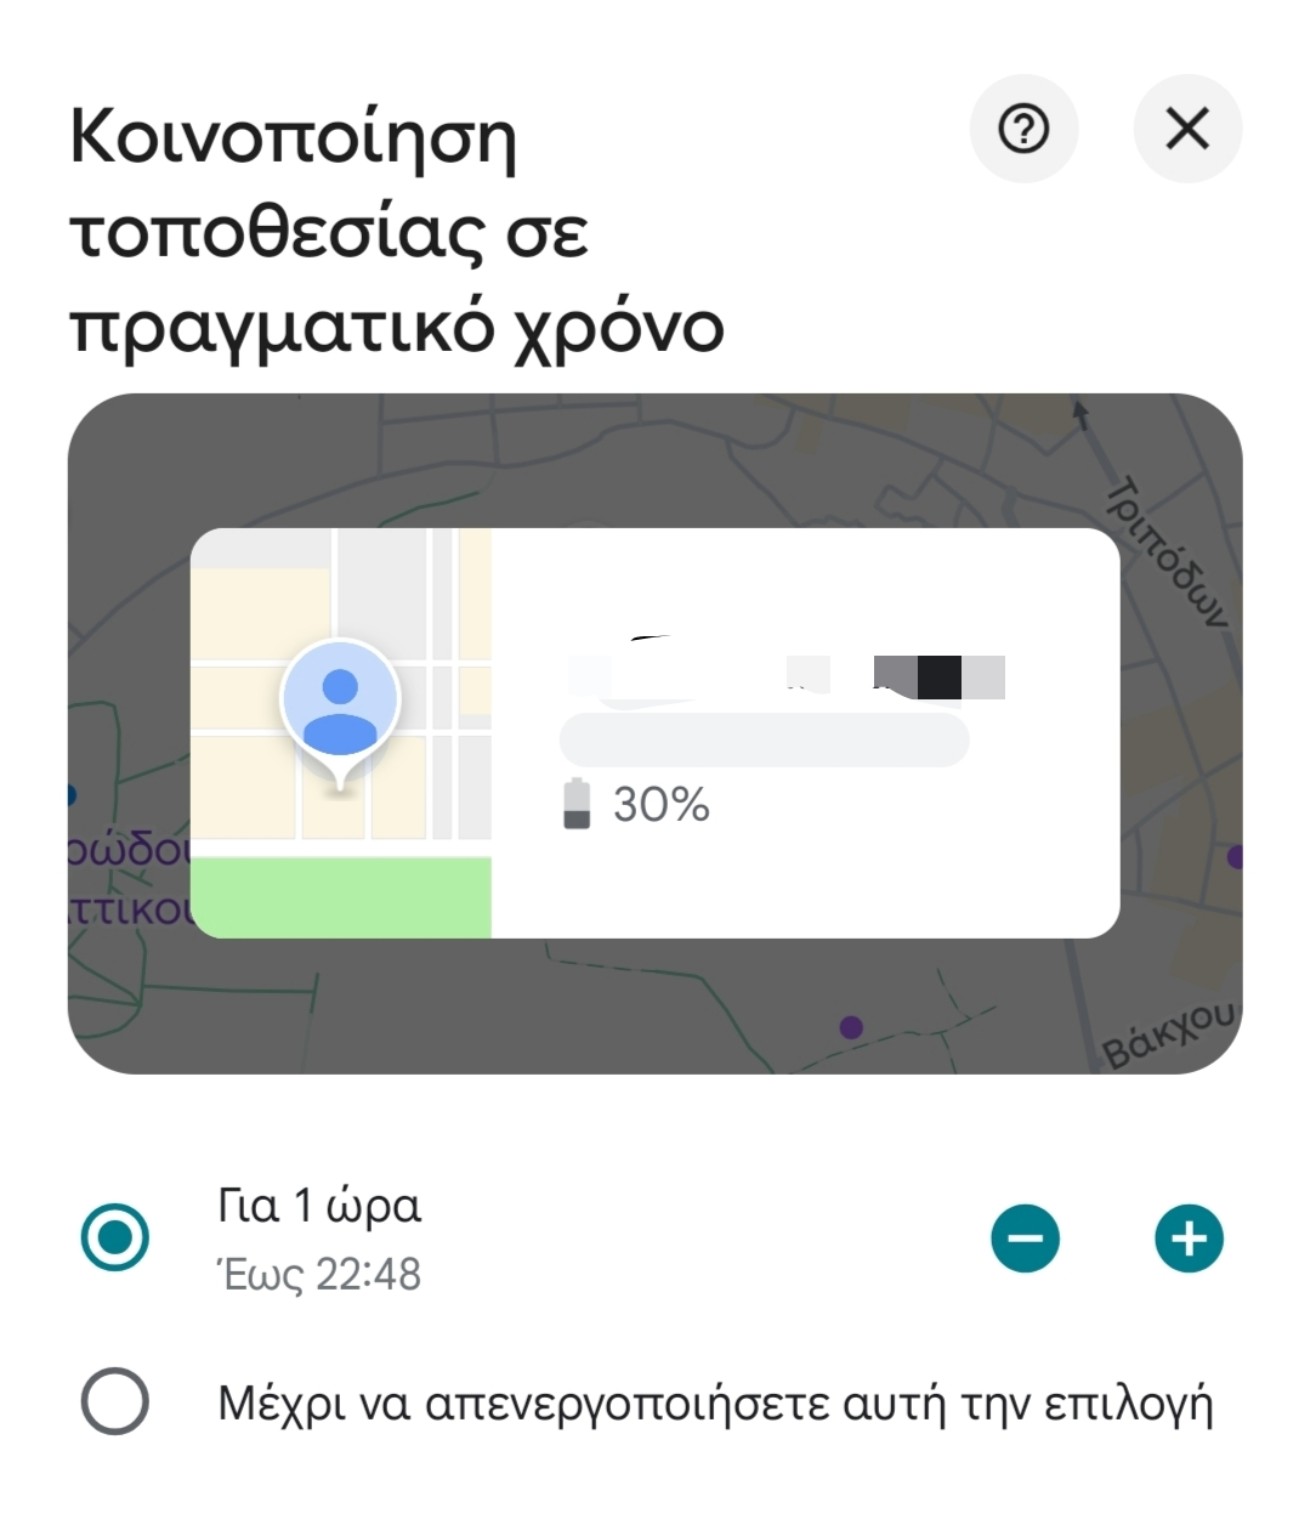 Κοινοποίηση
τοποθεσίας σε
πραγματικό χρόνο
Τριπόδων
30%
Βάκχου
Για 1 ώρα
Έως 22:48
Μέχρι να απενεργοποιήσετε αυτή την επιλογή